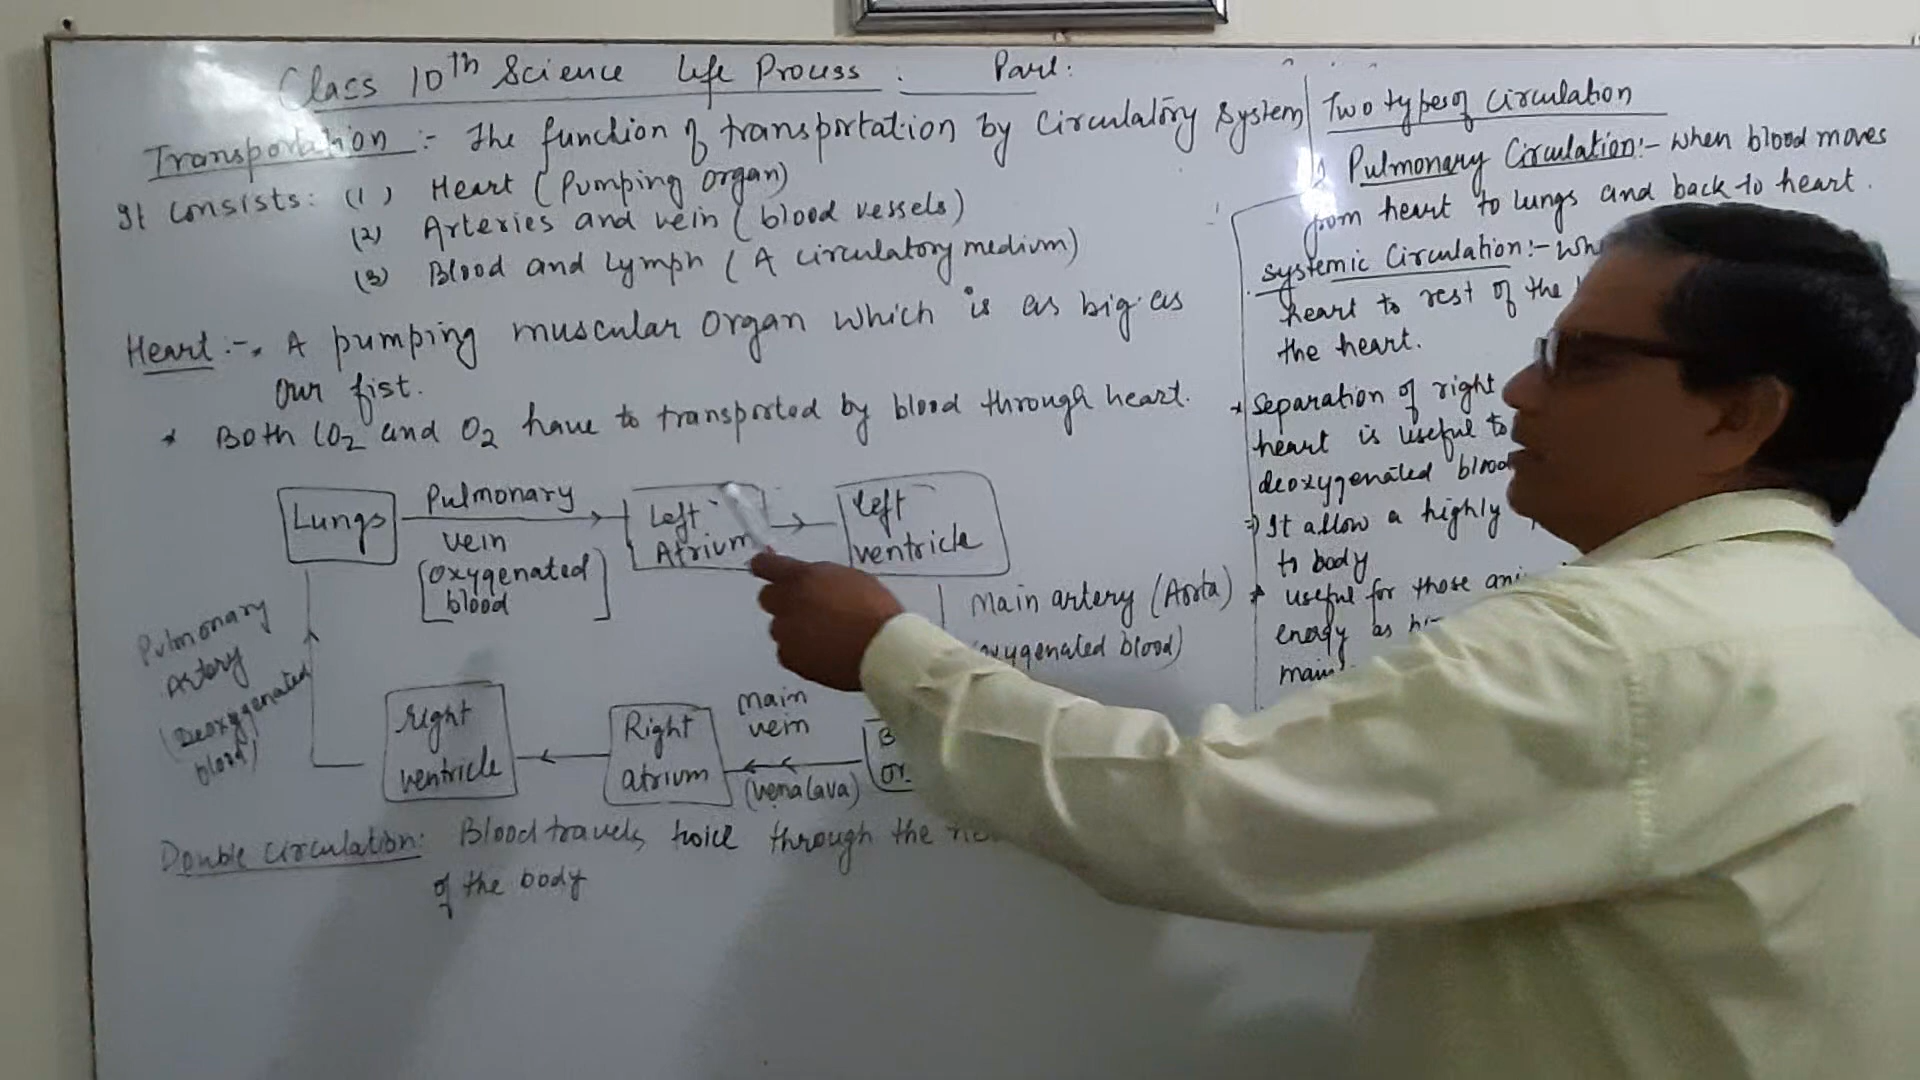 Class 10th Science Life Process : Part:
Transportation :- The function of transportation by Circulatory System
It consists: (1) Heart (Pumping organ)
(2) Arteries and vein (blood vessels)
(3) Blood and Lymph (A circulatory medium)
Heart :- A pumping muscular organ which is as big as
our fist.
* Both CO2 and O2 have to transported by blood through heart.
Lungs
Pulmonary
vein
[oxygenated
blood]
Left
Atrium
left
ventricle
Main artery (Aorta)
(oxygenated blood)
Pulmonary
Artery
(Deoxygenated
blood)
Right
ventricle
Right
atrium
main
vein
(vena cava)
Double circulation: Blood travels twice through the
of the body
Two types of circulation
1) Pulmonary Circulation:- when blood moves
from heart to lungs and back to heart.
Systemic Circulation:-
heart to rest of the
the heart.
* Separation of right
heart is useful to
deoxygenated blood
=) It allow a highly
to body
* useful for those
energy as